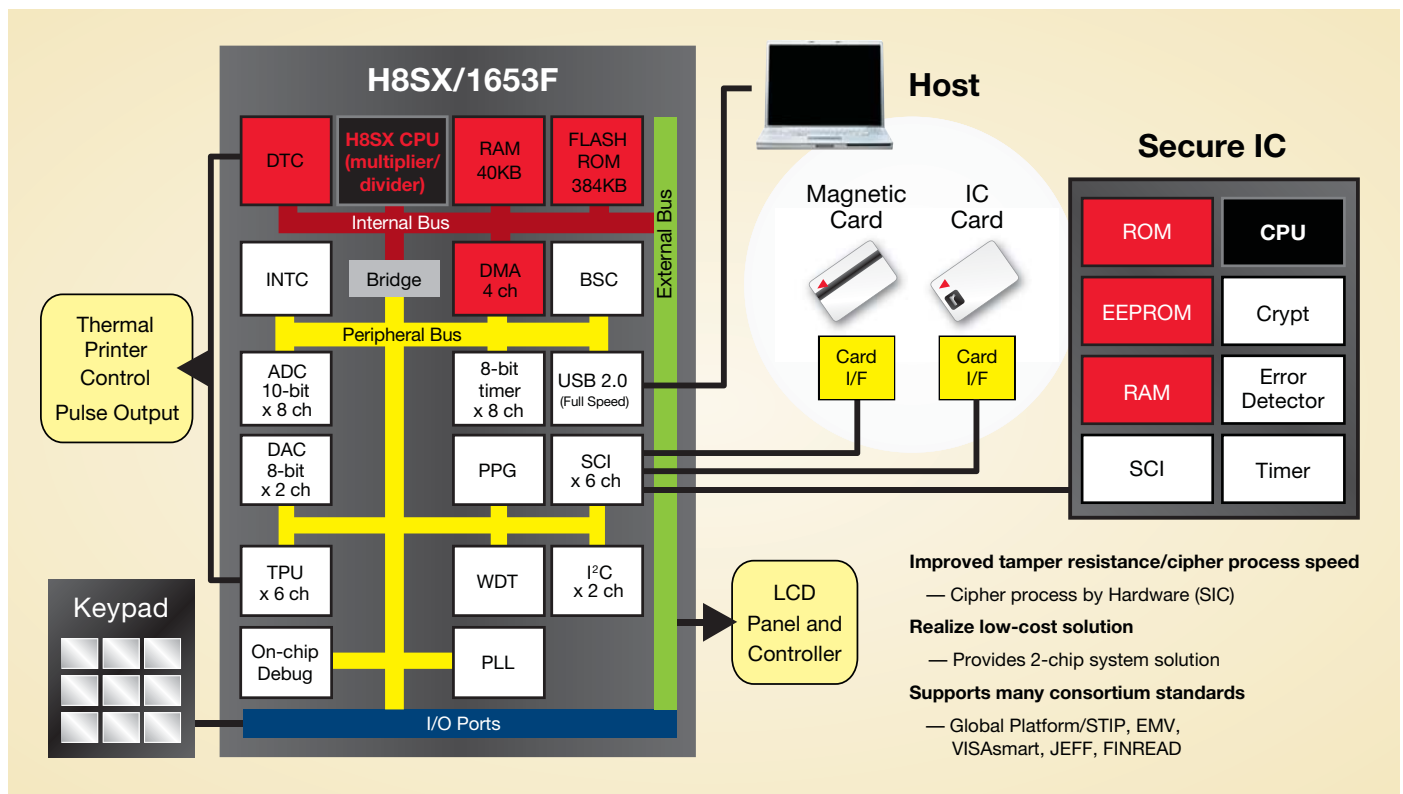 H8SX/1653F
DTC
H8SX CPU
(multiplier/
divider)
RAM
40KB
FLASH
ROM
384KB
Internal Bus
External Bus
INTC
Bridge
DMA
4 ch
BSC
Peripheral Bus
ADC
10-bit
x 8 ch
8-bit
timer
x 8 ch
USB 2.0
(Full Speed)
DAC
8-bit
x 2 ch
PPG
SCI
x 6 ch
TPU
x 6 ch
WDT
I²C
x 2 ch
On-chip
Debug
PLL
I/O Ports
Thermal
Printer
Control
Pulse Output
Keypad
Host
Magnetic
Card
IC
Card
Card
I/F
Card
I/F
LCD
Panel and
Controller
Secure IC
ROM
CPU
EEPROM
Crypt
RAM
Error
Detector
SCI
Timer
Improved tamper resistance/cipher process speed
— Cipher process by Hardware (SIC)
Realize low-cost solution
— Provides 2-chip system solution
Supports many consortium standards
— Global Platform/STIP, EMV,
VISAsmart, JEFF, FINREAD